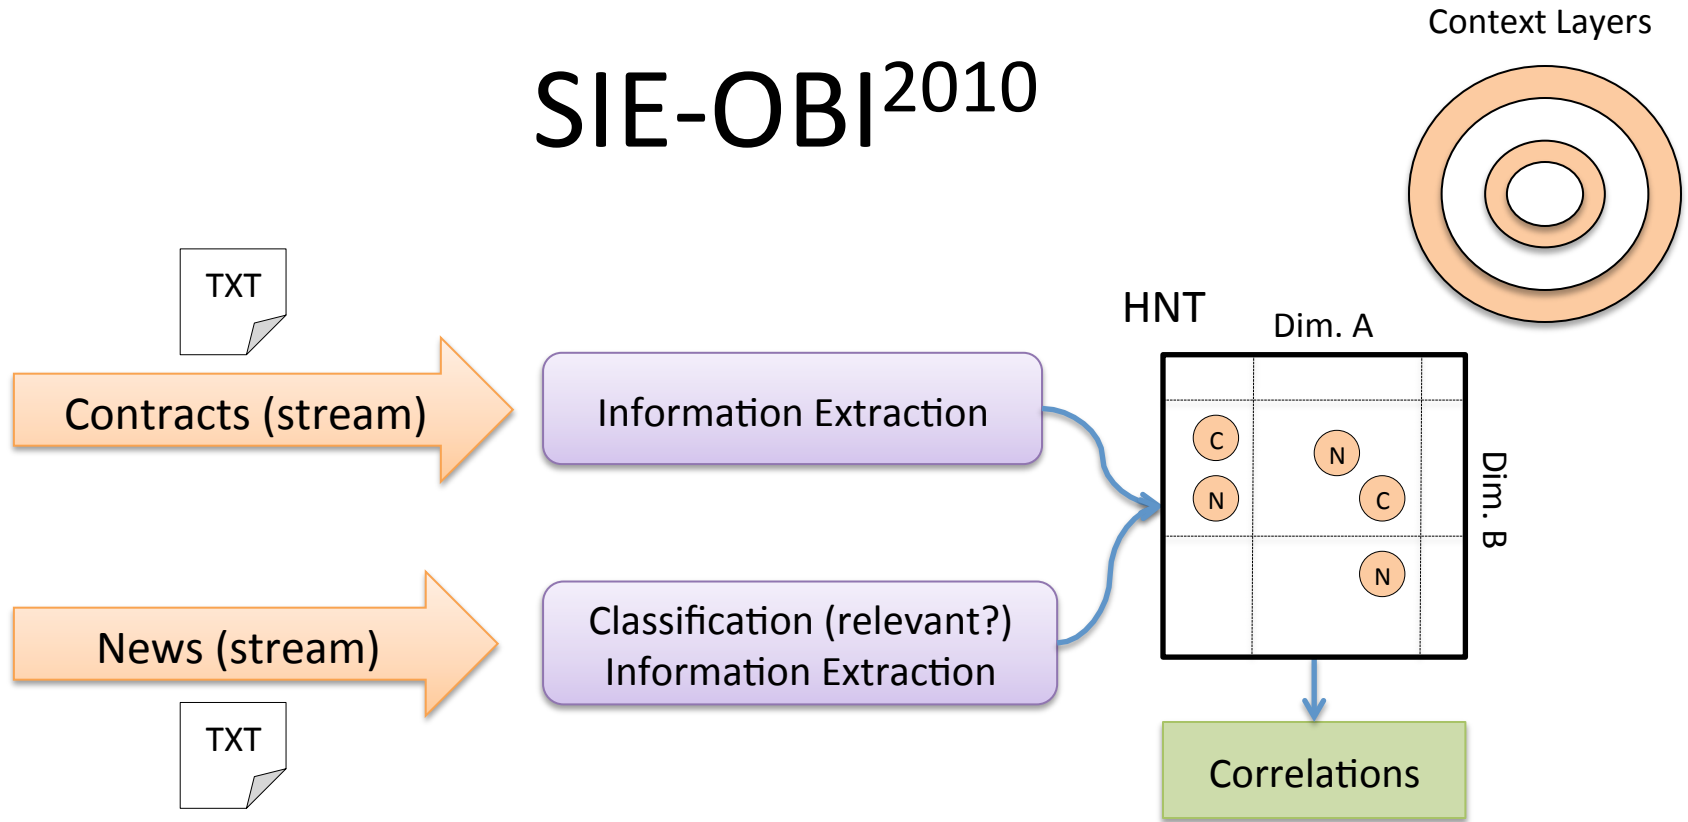 Context Layers
SIE-OBI2010
TXT
Contracts (stream)
Information Extraction
HNT
Dim. A
C
N
N
C
N
Dim. B
News (stream)
Classification (relevant?)
Information Extraction
TXT
Correlations